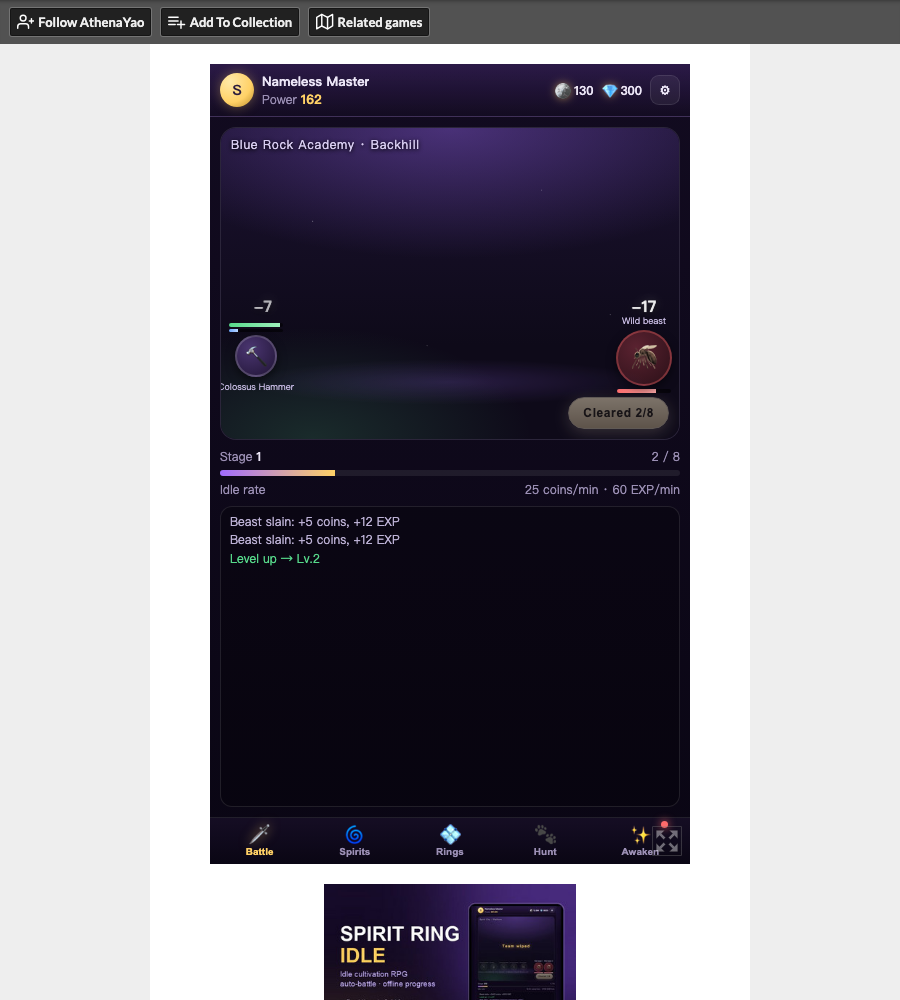 Follow AthenaYao
Add To Collection
Related games
S
Nameless Master
Power 162
130
300
Blue Rock Academy · Backhill
−7
−17
Wild beast
Colossus Hammer
Cleared 2/8
Stage 1
2 / 8
Idle rate
25 coins/min · 60 EXP/min
Beast slain: +5 coins, +12 EXP
Beast slain: +5 coins, +12 EXP
Level up → Lv.2
Battle
Spirits
Rings
Hunt
Awaken
SPIRIT RING
IDLE
Idle cultivation RPG
auto-battle · offline progress
Team wiped